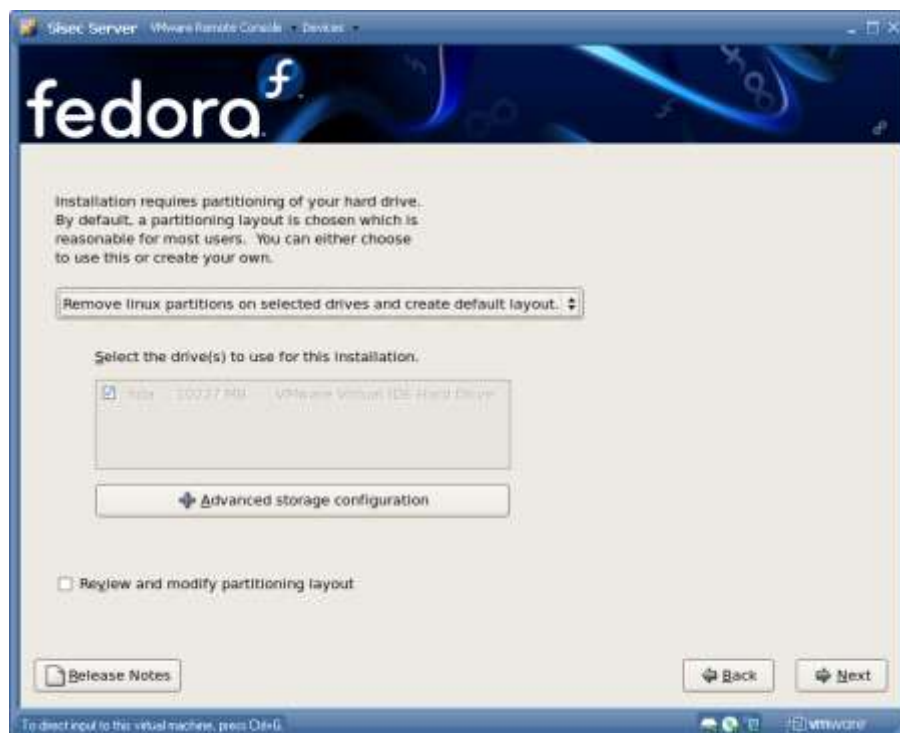 Sisec Server VMware Remote Console Devices
fedora
Installation requires partitioning of your hard drive.
By default, a partitioning layout is chosen which is
reasonable for most users. You can either choose
to use this or create your own.
Remove linux partitions on selected drives and create default layout.
Select the drive(s) to use for this installation.
MB VMware Virtual IDE Hard Drive
Advanced storage configuration
Review and modify partitioning layout
Release Notes
Back
Next
To direct input to this virtual machine, press Ctrl+G.
vmware